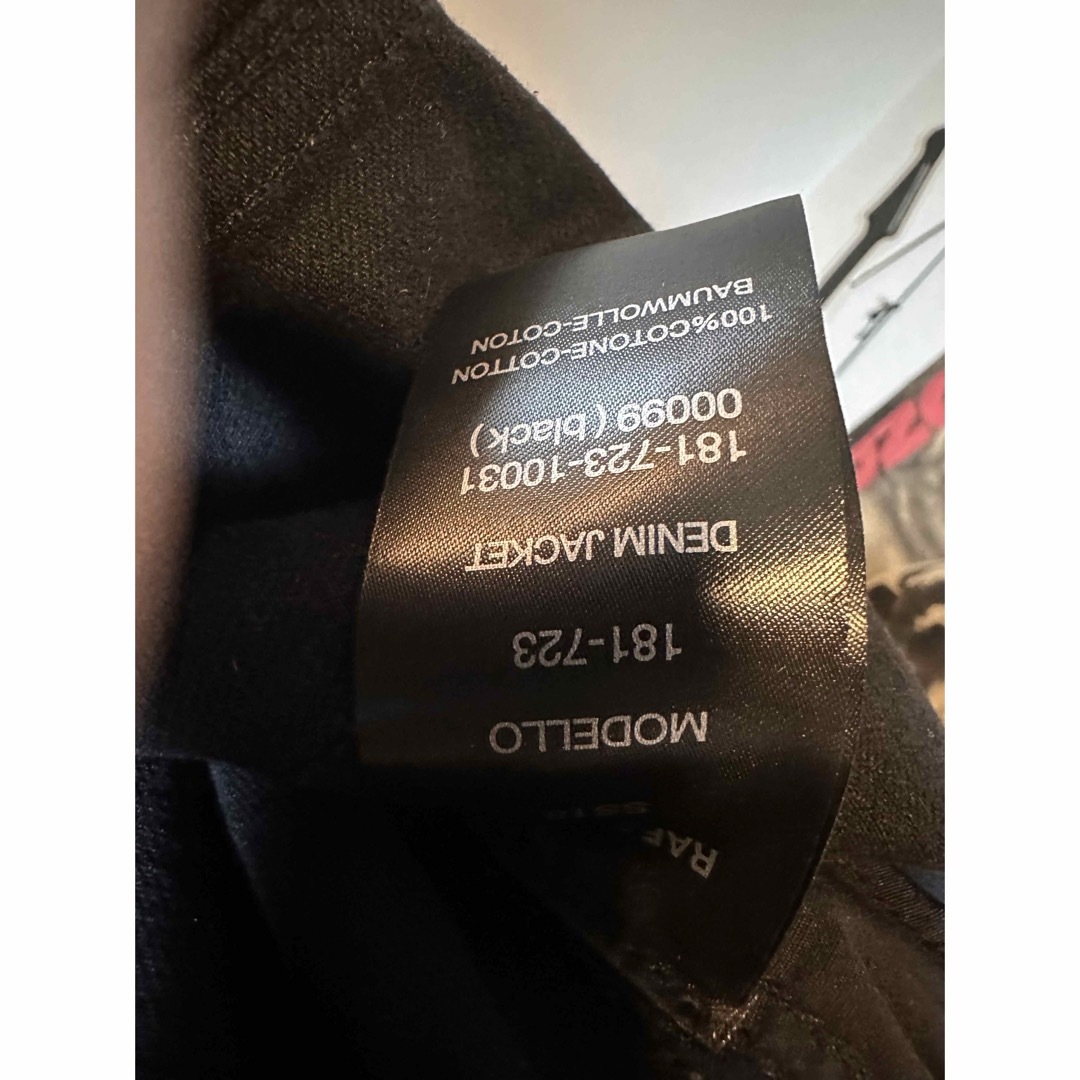 RAF
MODELLO
181-723
DENIM JACKET
181-723-10031
00099 ( black )
100%COTONE-COTTON
BAUMWOLLE-COTON